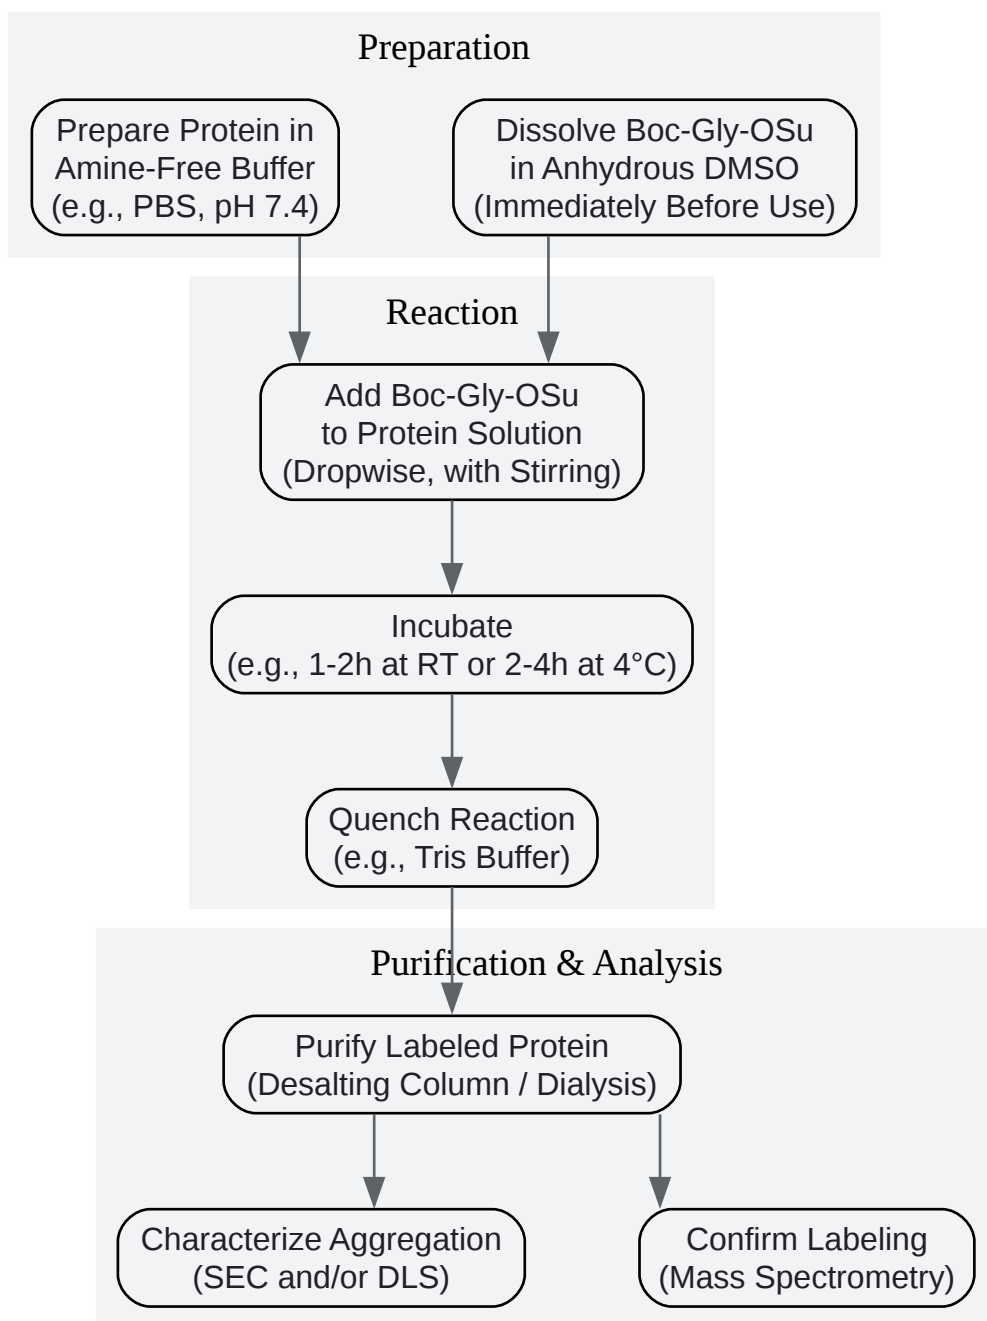 Preparation
Prepare Protein in
Amine-Free Buffer
(e.g., PBS, pH 7.4)
Dissolve Boc-Gly-OSu
in Anhydrous DMSO
(Immediately Before Use)
Reaction
Add Boc-Gly-OSu
to Protein Solution
(Dropwise, with Stirring)
Incubate
(e.g., 1-2h at RT or 2-4h at 4°C)
Quench Reaction
(e.g., Tris Buffer)
Purification & Analysis
Purify Labeled Protein
(Desalting Column / Dialysis)
Characterize Aggregation
(SEC and/or DLS)
Confirm Labeling
(Mass Spectrometry)